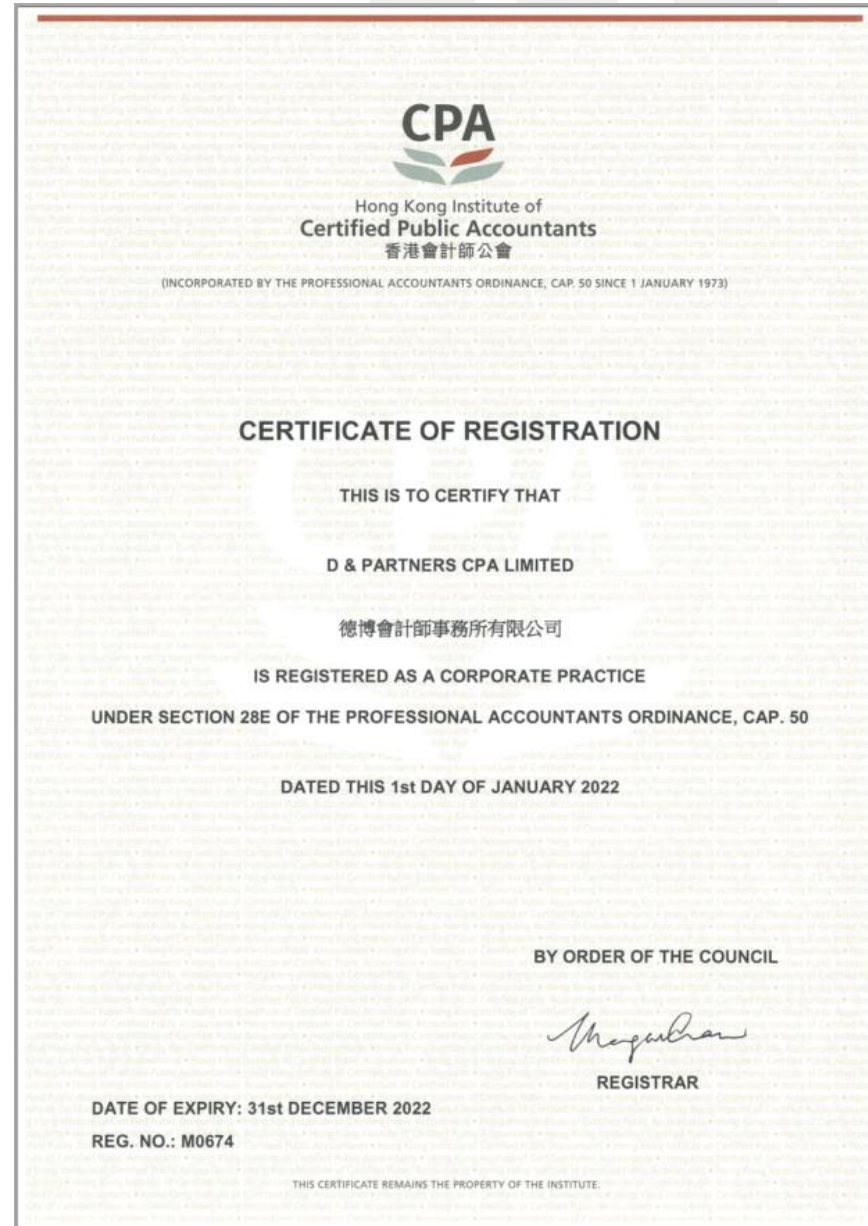 CPA
Hong Kong Institute of
Certified Public Accountants
香港會計師公會
(INCORPORATED BY THE PROFESSIONAL ACCOUNTANTS ORDINANCE, CAP. 50 SINCE 1 JANUARY 1973)
CERTIFICATE OF REGISTRATION
THIS IS TO CERTIFY THAT
D & PARTNERS CPA LIMITED
德博會計師事務所有限公司
IS REGISTERED AS A CORPORATE PRACTICE
UNDER SECTION 28E OF THE PROFESSIONAL ACCOUNTANTS ORDINANCE, CAP. 50
DATED THIS 1st DAY OF JANUARY 2022
BY ORDER OF THE COUNCIL
REGISTRAR
DATE OF EXPIRY: 31st DECEMBER 2022
REG. NO.: M0674
THIS CERTIFICATE REMAINS THE PROPERTY OF THE INSTITUTE.